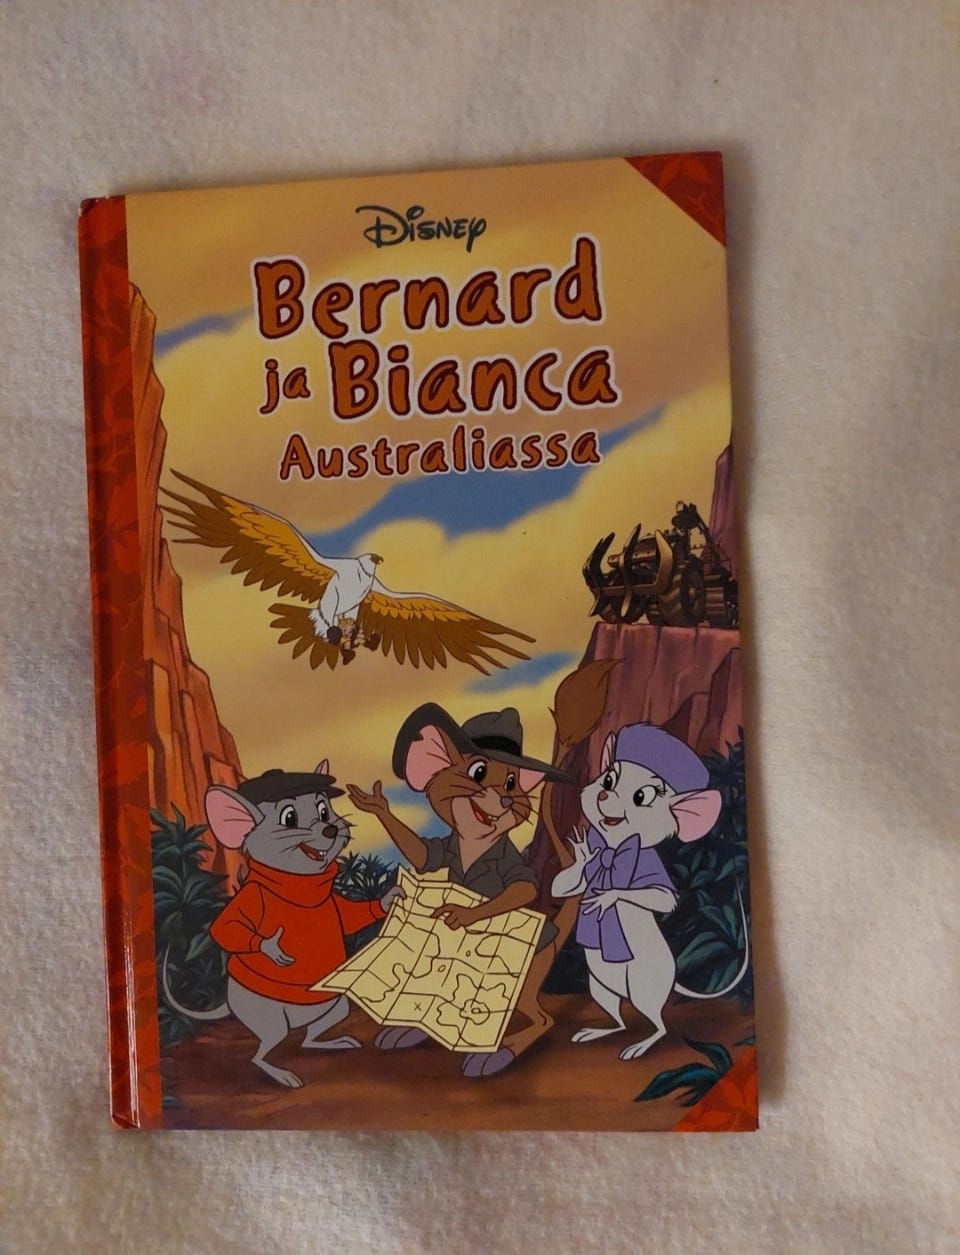 Disney
Bernard
ja Bianca
Australiassa